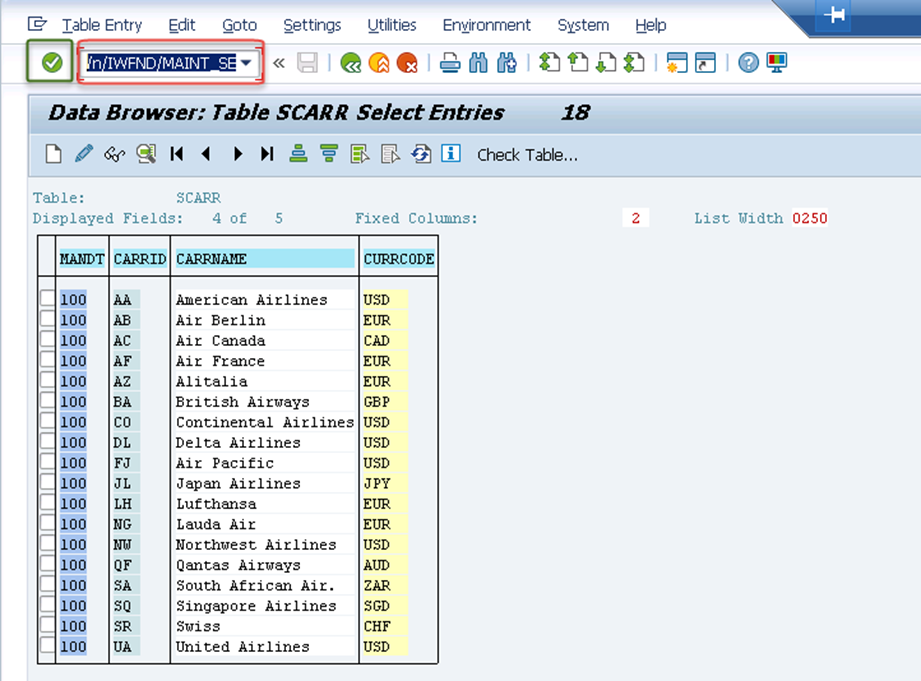 Table Entry Edit Goto Settings Utilities Environment System Help
/n/IWFND/MAINT_SE
Data Browser: Table SCARR Select Entries 18
Check Table...
Table: SCARR
Displayed Fields: 4 of 5 Fixed Columns: 2 List Width 0250
MANDT CARRID CARRNAME CURRCODE
100 AA American Airlines USD
100 AB Air Berlin EUR
100 AC Air Canada CAD
100 AF Air France EUR
100 AZ Alitalia EUR
100 BA British Airways GBP
100 CO Continental Airlines USD
100 DL Delta Airlines USD
100 FJ Air Pacific USD
100 JL Japan Airlines JPY
100 LH Lufthansa EUR
100 NG Lauda Air EUR
100 NW Northwest Airlines USD
100 QF Qantas Airways AUD
100 SA South African Air. ZAR
100 SQ Singapore Airlines SGD
100 SR Swiss CHF
100 UA United Airlines USD